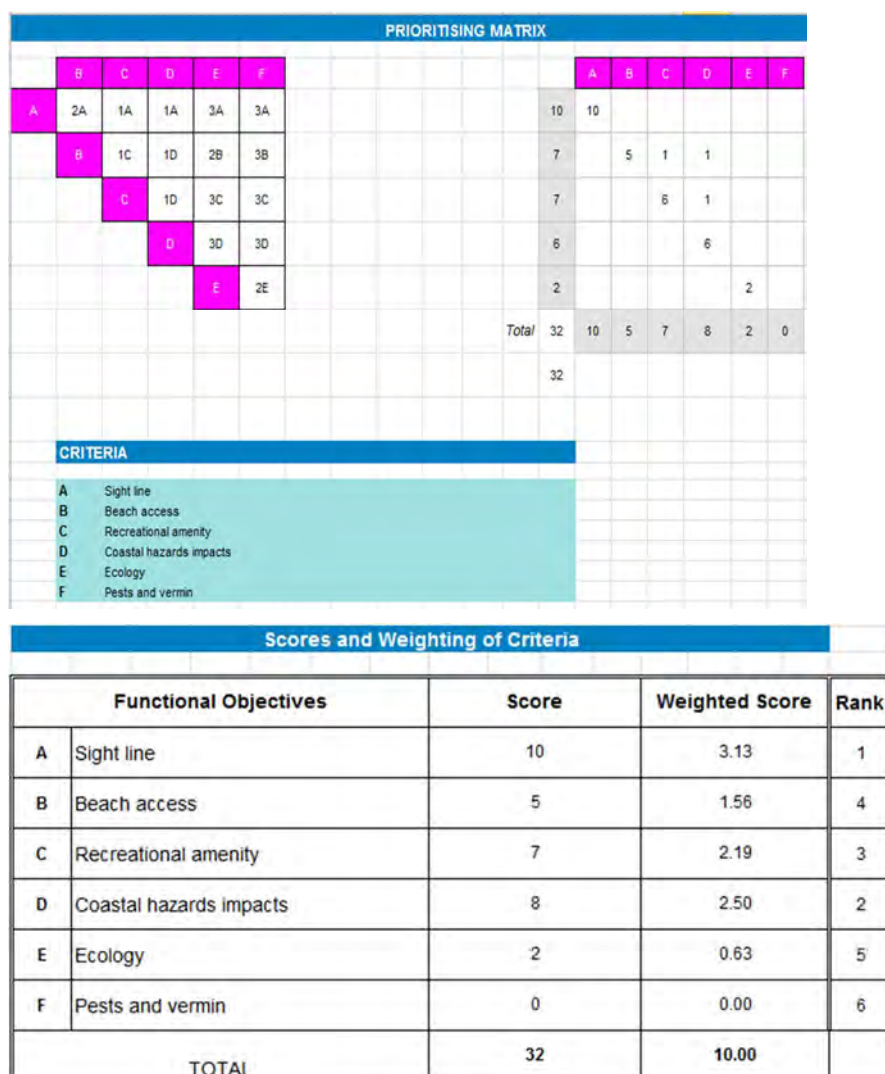 PRIORITISING MATRIX
B C D E F A B C D E F
A 2A 1A 1A 3A 3A 10 10
B 1C 1D 2B 3B 7 5 1 1
C 1D 3C 3C 7 6 1
D 3D 3D 6 6
E 2E 2 2
Total 32 10 5 7 8 2 0
32
CRITERIA
A Sight line
B Beach access
C Recreational amenity
D Coastal hazards impacts
E Ecology
F Pests and vermin
Scores and Weighting of Criteria
Functional Objectives Score Weighted Score Rank
A Sight line 10 3.13 1
B Beach access 5 1.56 4
C Recreational amenity 7 2.19 3
D Coastal hazards impacts 8 2.50 2
E Ecology 2 0.63 5
F Pests and vermin 0 0.00 6
TOTAL 32 10.00